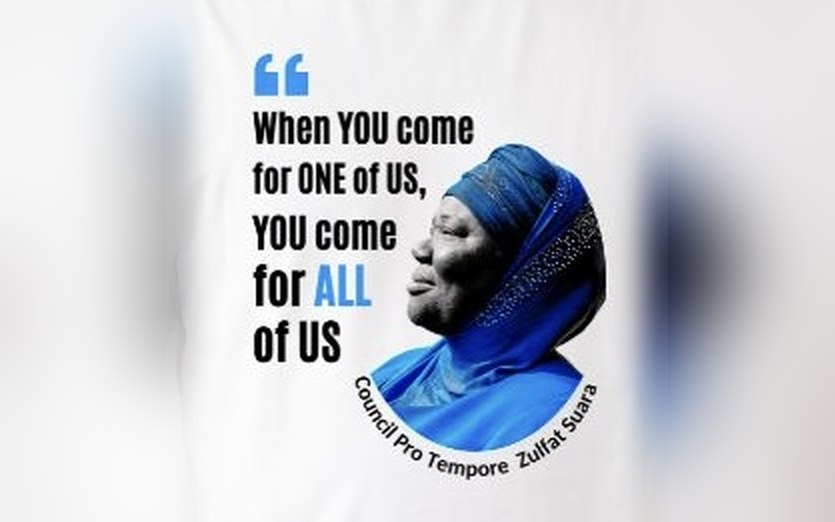 “
When YOU come
for ONE of US,
YOU come
for ALL
of US
Council Pro Tempore Zulfat Suara